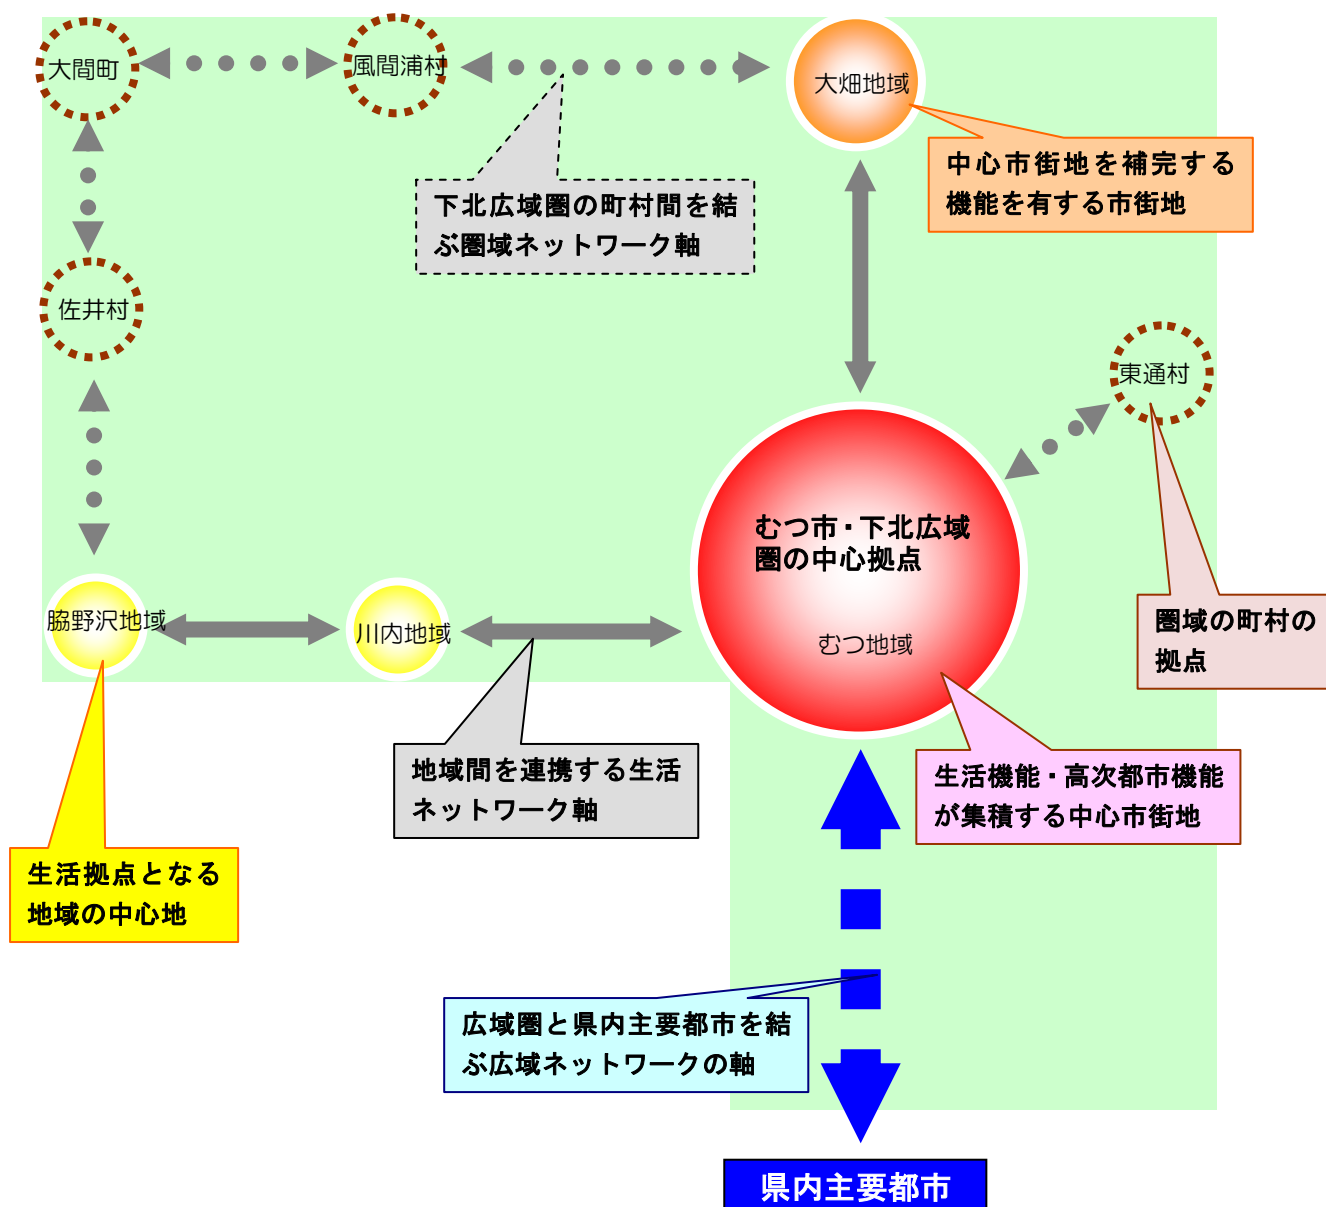 大間町
風間浦村
大畑地域
中心市街地を補完する
機能を有する市街地
下北広域圏の町村間を結
ぶ圏域ネットワーク軸
佐井村
東通村
むつ市・下北広域
圏の中心拠点
むつ地域
脇野沢地域
川内地域
圏域の町村の
拠点
地域間を連携する生活
ネットワーク軸
生活機能・高次都市機能
が集積する中心市街地
生活拠点となる
地域の中心地
広域圏と県内主要都市を結
ぶ広域ネットワークの軸
県内主要都市